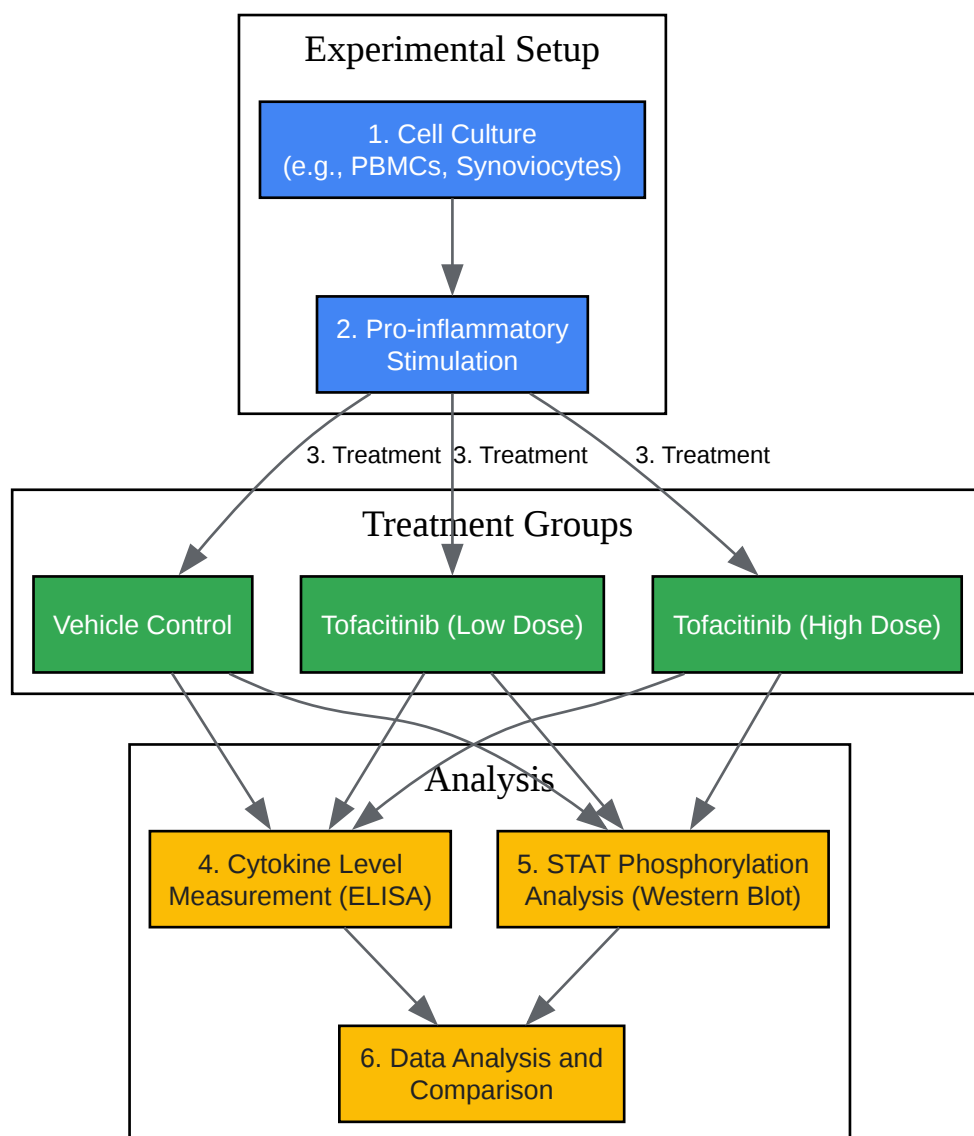 Experimental Setup
1. Cell Culture
(e.g., PBMCs, Synoviocytes)
2. Pro-inflammatory
Stimulation
3. Treatment
3. Treatment
3. Treatment
Treatment Groups
Vehicle Control
Tofacitinib (Low Dose)
Tofacitinib (High Dose)
Analysis
4. Cytokine Level
Measurement (ELISA)
5. STAT Phosphorylation
Analysis (Western Blot)
6. Data Analysis and
Comparison